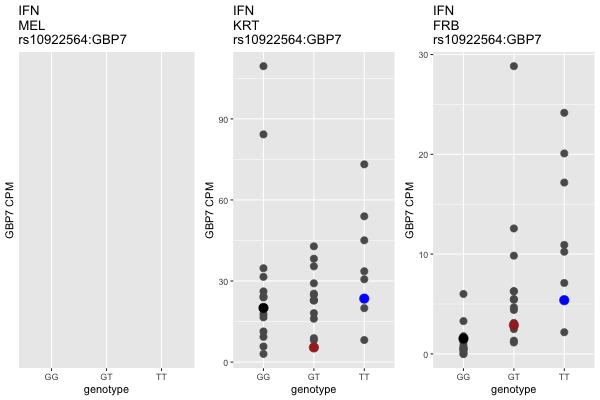 IFN
MEL
rs10922564:GBP7
GBP7 CPM
GG GT TT
genotype
IFN
KRT
rs10922564:GBP7
GBP7 CPM
90
60
30
0
GG GT TT
genotype
IFN
FRB
rs10922564:GBP7
GBP7 CPM
30
20
10
0
GG GT TT
genotype